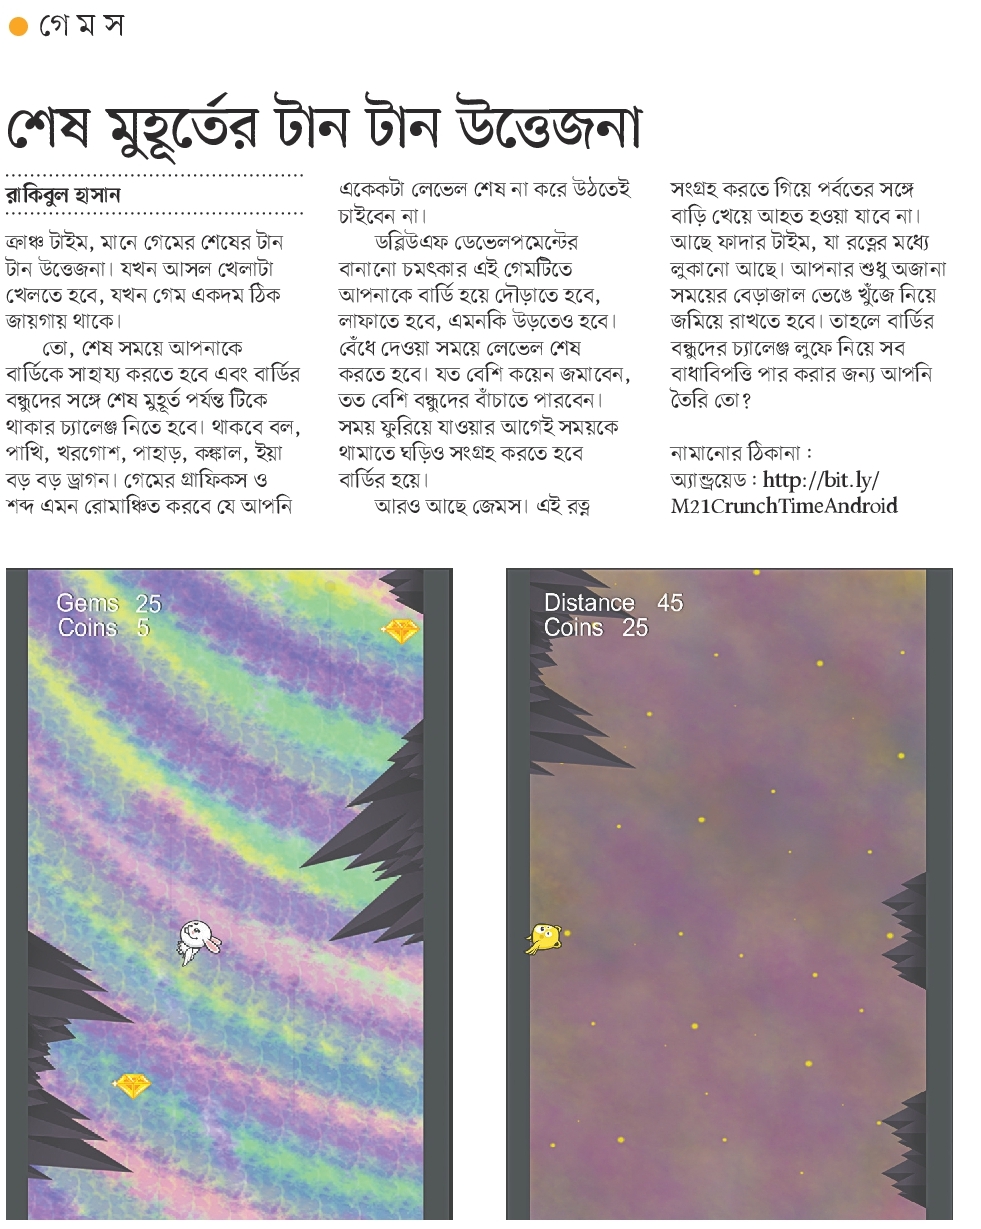 গেমস
শেষ মুহূর্তের টান টান উত্তেজনা
রাকিবুল হাসান
ক্রাঞ্চ টাইম, মানে গেমের শেষের টান
টান উত্তেজনা। যখন আসল খেলাটা
খেলতে হবে, যখন গেম একদম ঠিক
জায়গায় থাকে।
তো, শেষ সময়ে আপনাকে
বার্ডিকে সাহায্য করতে হবে এবং বার্ডির
বন্ধুদের সঙ্গে শেষ মুহূর্ত পর্যন্ত টিকে
থাকার চ্যালেঞ্জ নিতে হবে। থাকবে বল,
পাখি, খরগোশ, পাহাড়, কঙ্কাল, ইয়া
বড় বড় ড্রাগন। গেমের গ্রাফিকস ও
শব্দ এমন রোমাঞ্চিত করবে যে আপনি
একেকটা লেভেল শেষ না করে উঠতেই
চাইবেন না।
ডব্লিউএফ ডেভেলপমেন্টের
বানানো চমৎকার এই গেমটিতে
আপনাকে বার্ডি হয়ে দৌড়াতে হবে,
লাফাতে হবে, এমনকি উড়তেও হবে।
বেঁধে দেওয়া সময়ে লেভেল শেষ
করতে হবে। যত বেশি কয়েন জমাবেন,
তত বেশি বন্ধুদের বাঁচাতে পারবেন।
সময় ফুরিয়ে যাওয়ার আগেই সময়কে
থামাতে ঘড়িও সংগ্রহ করতে হবে
বার্ডির হয়ে।
আরও আছে জেমস। এই রত্ন
সংগ্রহ করতে গিয়ে পর্বতের সঙ্গে
বাড়ি খেয়ে আহত হওয়া যাবে না।
আছে ফাদার টাইম, যা রত্নের মধ্যে
লুকানো আছে। আপনার শুধু অজানা
সময়ের বেড়াজাল ভেঙে খুঁজে নিয়ে
জমিয়ে রাখতে হবে। তাহলে বার্ডির
বন্ধুদের চ্যালেঞ্জ লুফে নিয়ে সব
বাধাবিপত্তি পার করার জন্য আপনি
তৈরি তো?
নামানোর ঠিকানা :
অ্যান্ড্রয়েড : http://bit.ly/
M21CrunchTimeAndroid
Gems 25
Coins 5
Distance 45
Coins 25